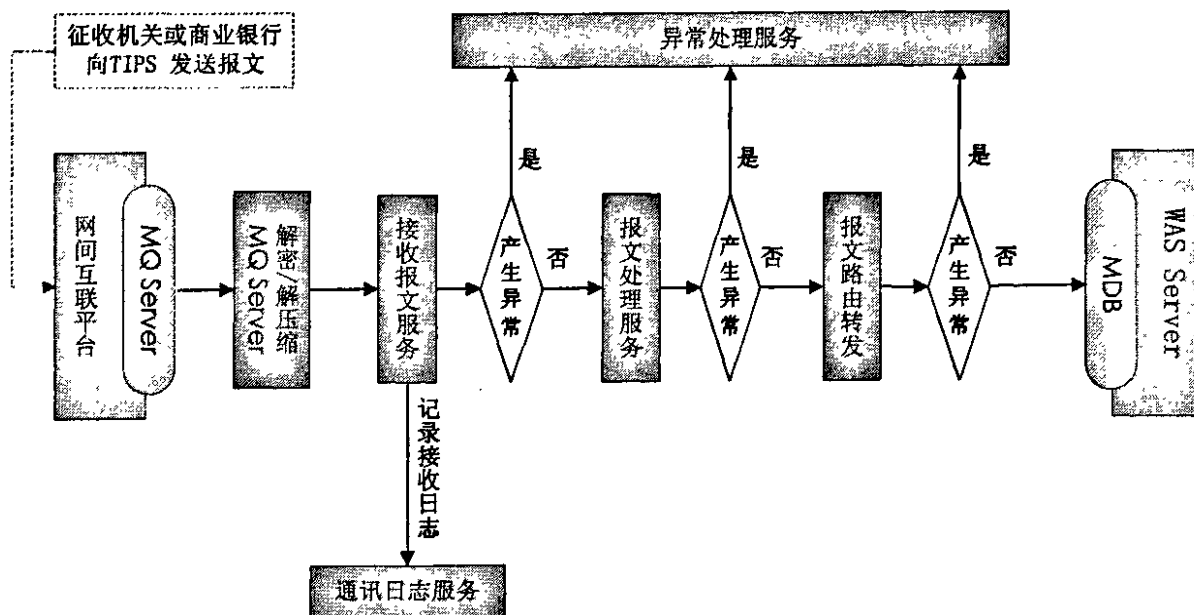 征收机关或商业银行
向TIPS 发送报文
异常处理服务
是
是
是
网间互联平台
MQ Server
解密/解压缩
MQ Server
接收报文服务
产生异常
否
报文处理服务
产生异常
否
报文路由转发
产生异常
否
MDB
WAS Server
记录接收日志
通讯日志服务